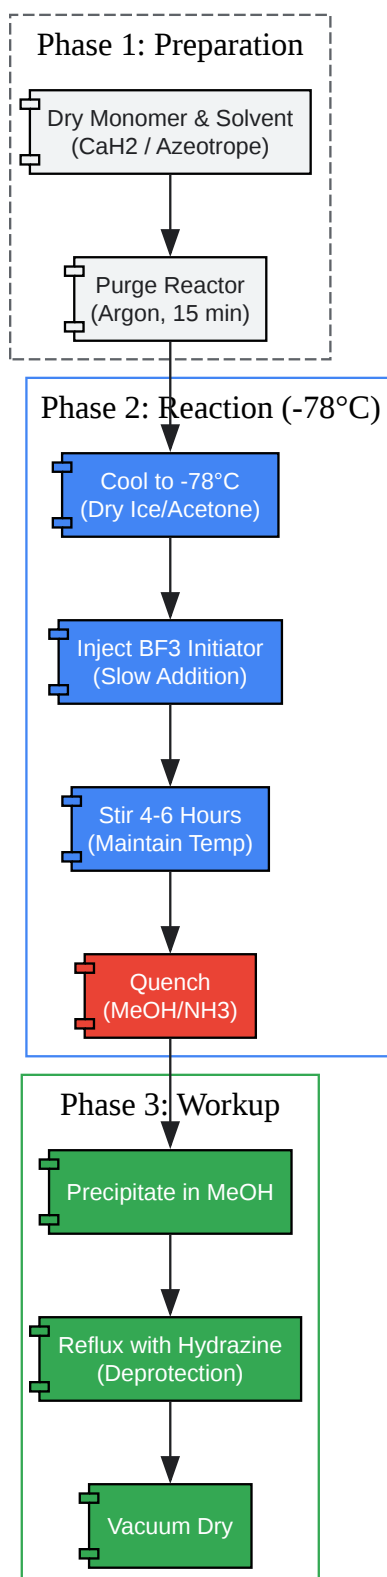 Phase 1: Preparation
Dry Monomer & Solvent
(CaH2 / Azeotrope)
Purge Reactor
(Argon, 15 min)
Phase 2: Reaction (-78°C)
Cool to -78°C
(Dry Ice/Acetone)
Inject BF3 Initiator
(Slow Addition)
Stir 4-6 Hours
(Maintain Temp)
Quench
(MeOH/NH3)
Phase 3: Workup
Precipitate in MeOH
Reflux with Hydrazine
(Deprotection)
Vacuum Dry